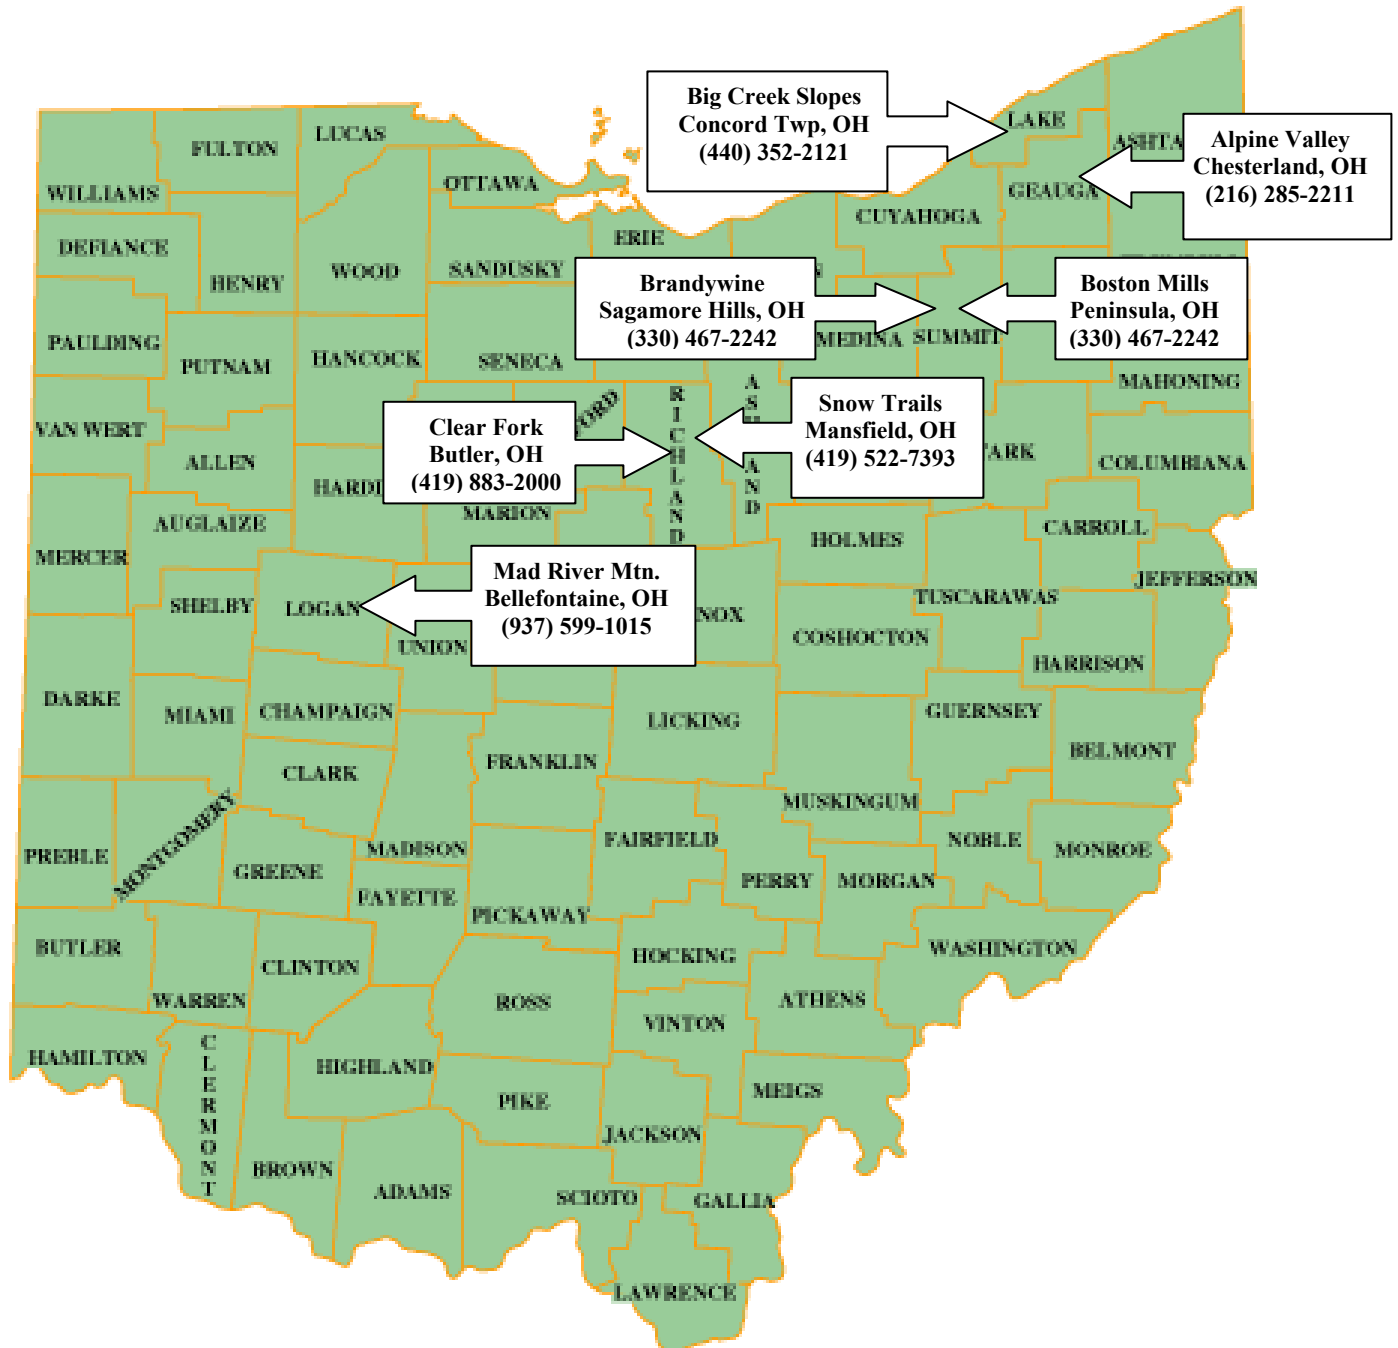 Big Creek Slopes
Concord Twp, OH
(440) 352-2121
LAKE
Alpine Valley
Chesterland, OH
(216) 285-2211
LUCAS
FULTON
OTTAWA
WILLIAMS
GEAUGA
CUYAHOGA
ERIE
DEFIANCE
WOOD
SANDUSKY
HENRY
Brandywine
Sagamore Hills, OH
(330) 467-2242
Boston Mills
Peninsula, OH
(330) 467-2242
PAULDING
MEDINA
SUMMIT
HANCOCK
SENECA
PUTNAM
MAHONING
RICHLAND
Clear Fork
Butler, OH
(419) 883-2000
Snow Trails
Mansfield, OH
(419) 522-7393
VAN WERT
ALLEN
COLUMBIANA
MARION
AUGLAIZE
CARROLL
HOLMES
MERCER
JEFFERSON
Mad River Mtn.
Bellefontaine, OH
(937) 599-1015
SHELBY
LOGAN
TUSCARAWAS
COSHOCTON
UNION
HARRISON
DARKE
MIAMI
CHAMPAIGN
LICKING
GUERNSEY
BELMONT
FRANKLIN
CLARK
MUSKINGUM
MONTGOMERY
FAIRFIELD
NOBLE
MADISON
MONROE
PREBLE
GREENE
PERRY
MORGAN
FAYETTE
PICKAWAY
BUTLER
WASHINGTON
HOCKING
CLINTON
WARREN
ROSS
ATHENS
VINTON
HAMILTON
CLERMONT
HIGHLAND
MEIGS
PIKE
JACKSON
BROWN
ADAMS
SCIOTO
GALLIA
LAWRENCE